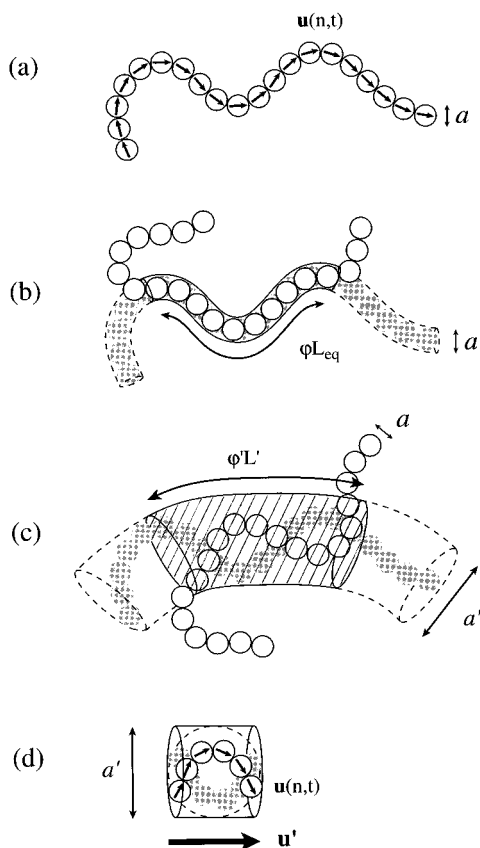 u(n,t)
(a)
a
(b)
φL_eq
a
a
φ'L'
(c)
a'
(d)
a'
u(n,t)
u'